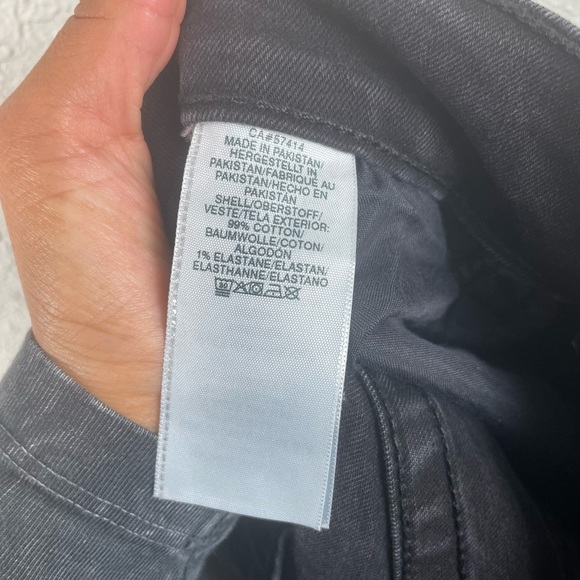 CA#57414
MADE IN PAKISTAN/
HERGESTELLT IN
PAKISTAN/FABRIQUÉ AU
PAKISTAN/HECHO EN
PAKISTÁN
SHELL/OBERSTOFF/
VESTE/TELA EXTERIOR:
99% COTTON/
BAUMWOLLE/COTON/
ALGODÓN
1% ELASTANE/ELASTAN/
ELASTHANNE/ELASTANO
30